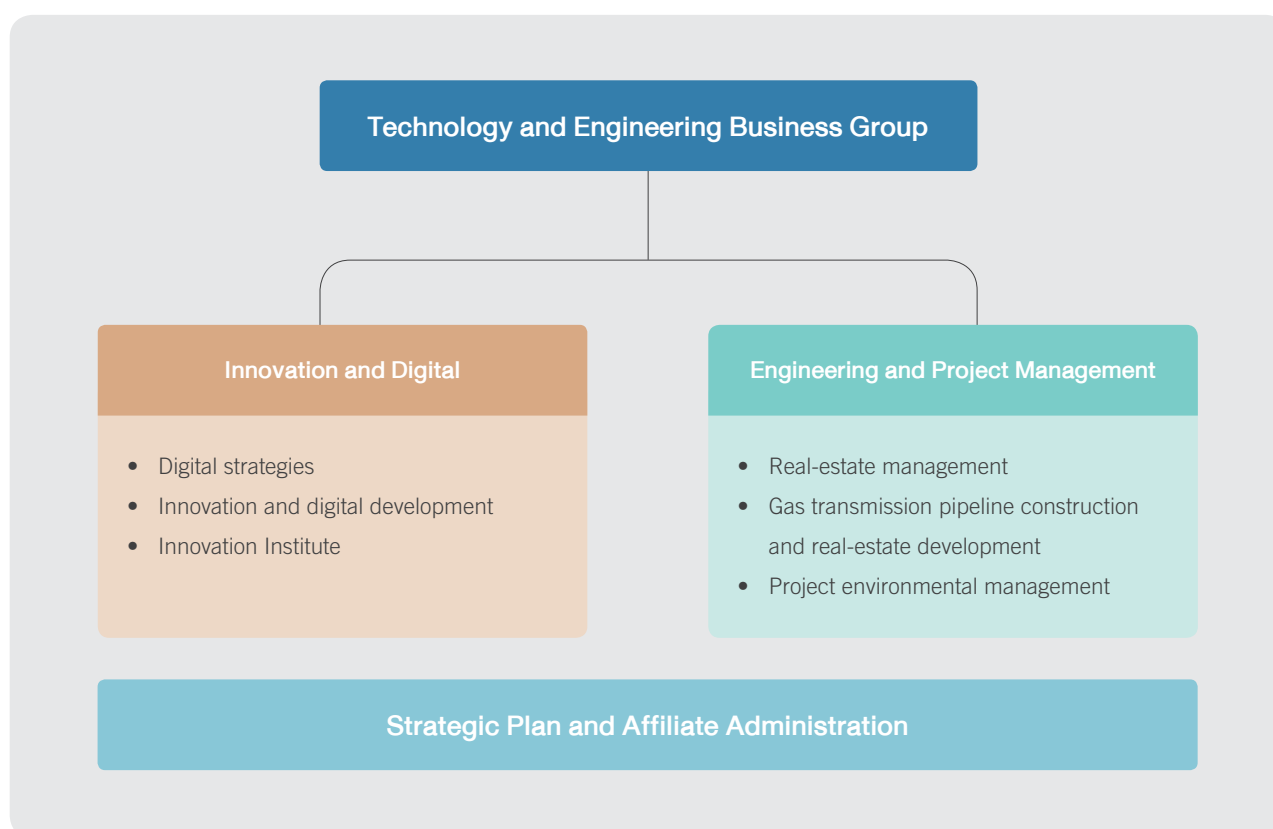 Technology and Engineering Business Group
Innovation and Digital
• Digital strategies
• Innovation and digital development
• Innovation Institute
Engineering and Project Management
• Real-estate management
• Gas transmission pipeline construction
and real-estate development
• Project environmental management
Strategic Plan and Affiliate Administration